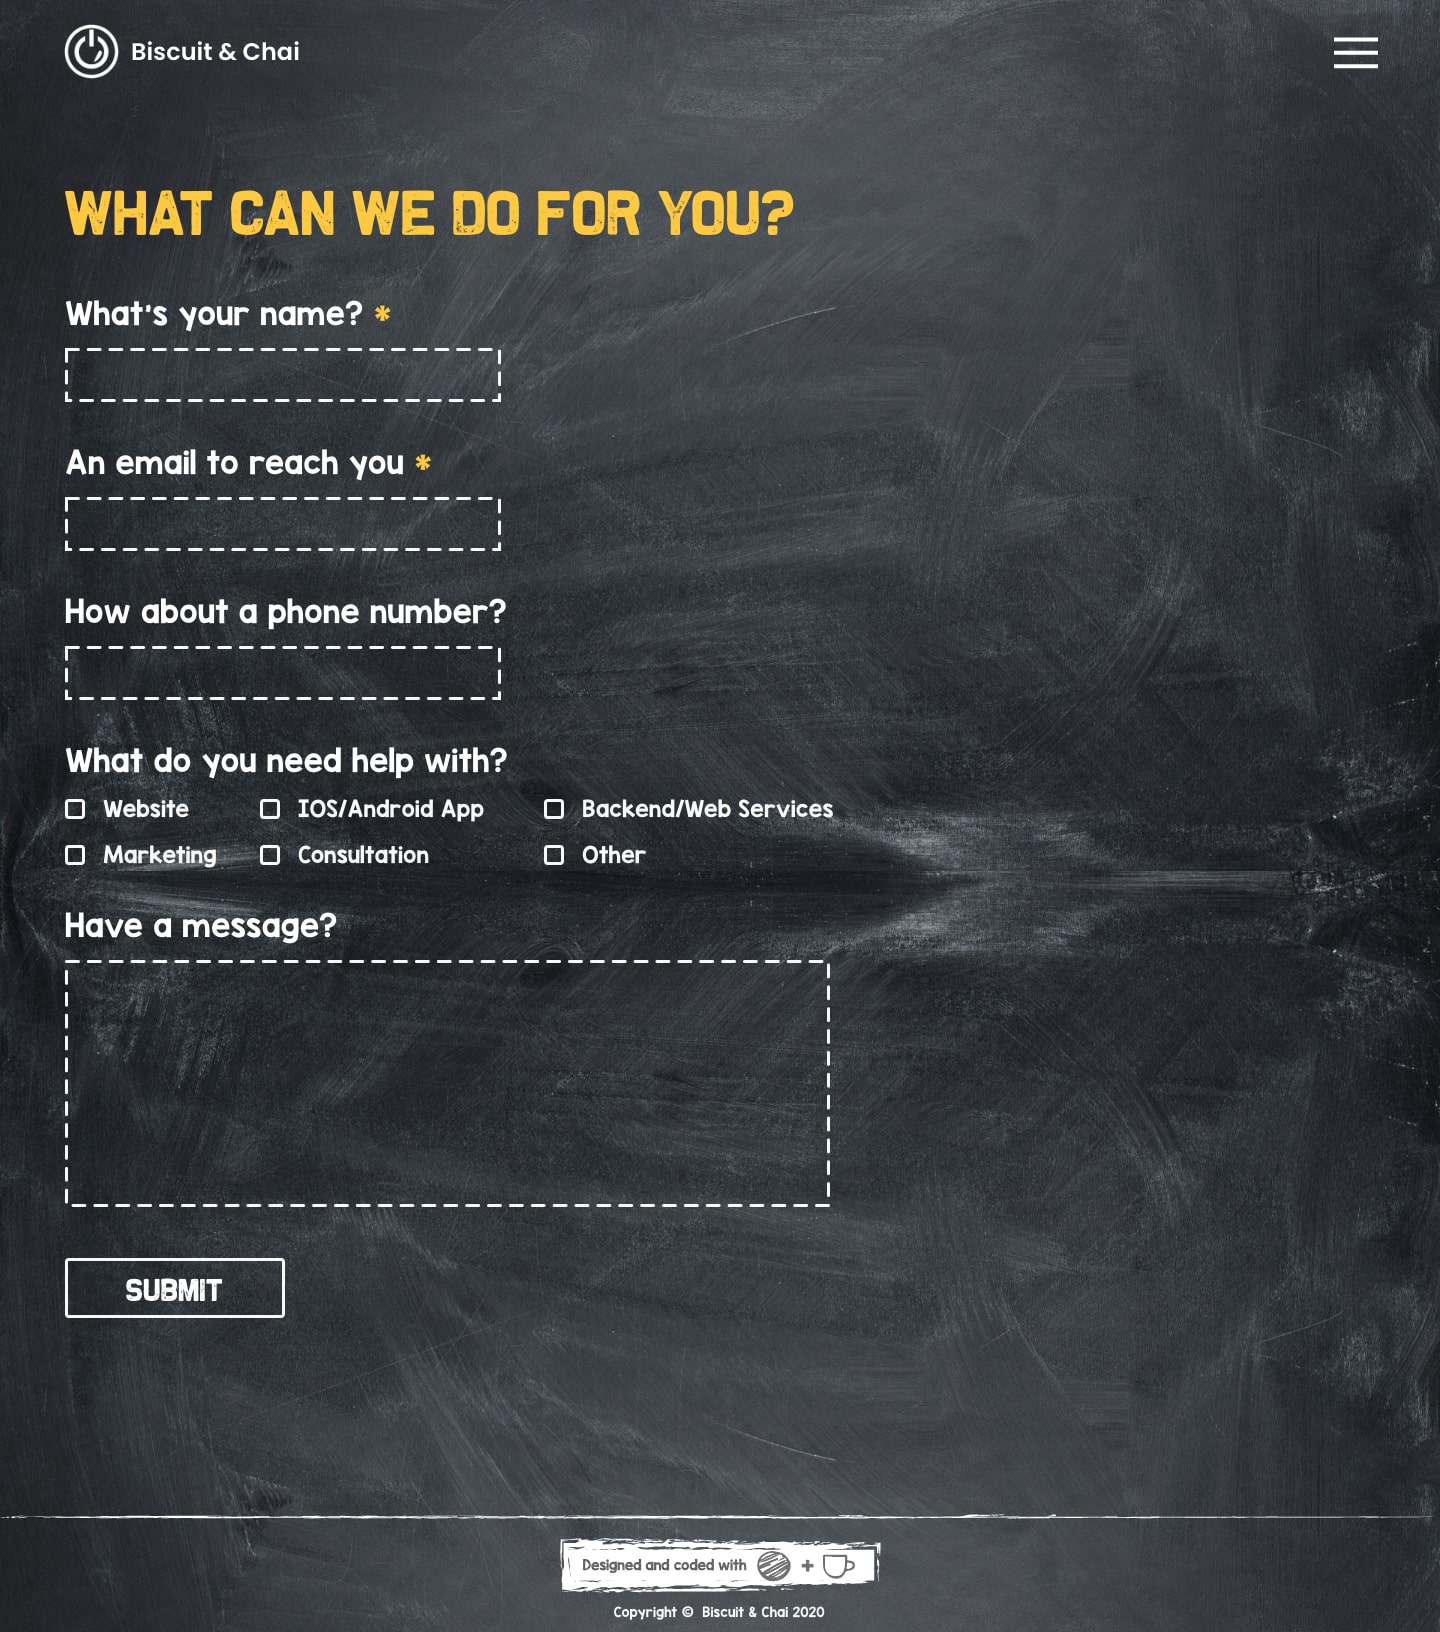 Biscuit & Chai
WHAT CAN WE DO FOR YOU?
What's your name? *
An email to reach you *
How about a phone number?
What do you need help with?
Website
IOS/Android App
Backend/Web Services
Marketing
Consultation
Other
Have a message?
SUBMIT
Designed and coded with +
Copyright © Biscuit & Chai 2020